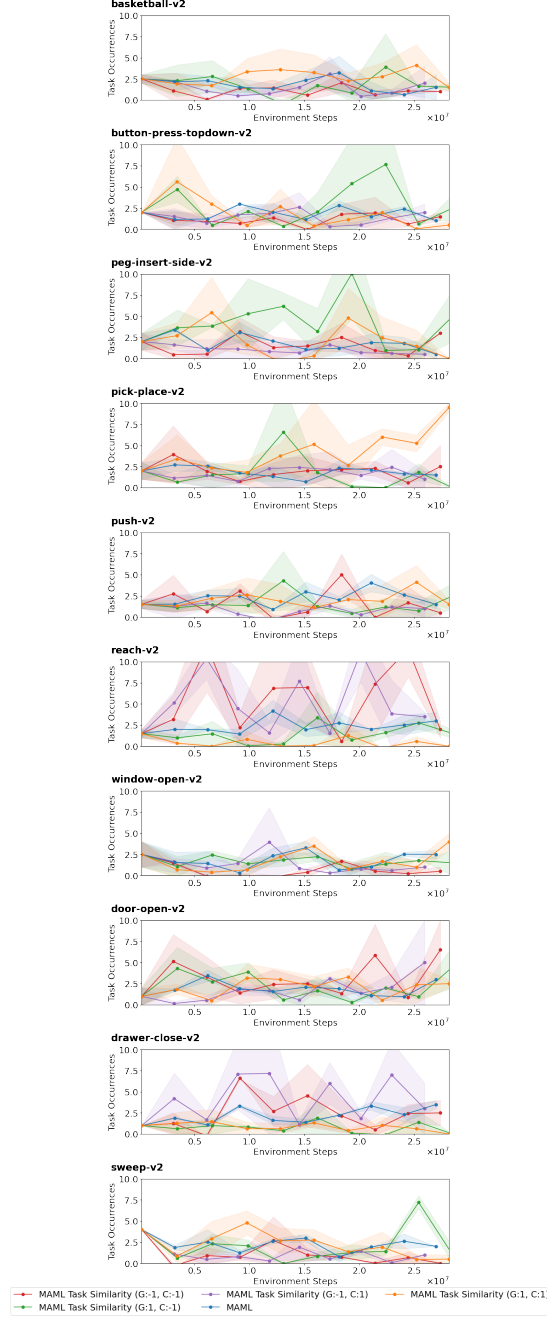 basketball-v2
10.0
7.5
5.0
2.5
0.0
Task Occurrences
0.5 1.0 1.5 2.0 2.5
Environment Steps ×10⁷
button-press-topdown-v2
10.0
7.5
5.0
2.5
0.0
Task Occurrences
0.5 1.0 1.5 2.0 2.5
Environment Steps ×10⁷
peg-insert-side-v2
10.0
7.5
5.0
2.5
0.0
Task Occurrences
0.5 1.0 1.5 2.0 2.5
Environment Steps ×10⁷
pick-place-v2
10.0
7.5
5.0
2.5
0.0
Task Occurrences
0.5 1.0 1.5 2.0 2.5
Environment Steps ×10⁷
push-v2
10.0
7.5
5.0
2.5
0.0
Task Occurrences
0.5 1.0 1.5 2.0 2.5
Environment Steps ×10⁷
reach-v2
10.0
7.5
5.0
2.5
0.0
Task Occurrences
0.5 1.0 1.5 2.0 2.5
Environment Steps ×10⁷
window-open-v2
10.0
7.5
5.0
2.5
0.0
Task Occurrences
0.5 1.0 1.5 2.0 2.5
Environment Steps ×10⁷
door-open-v2
10.0
7.5
5.0
2.5
0.0
Task Occurrences
0.5 1.0 1.5 2.0 2.5
Environment Steps ×10⁷
drawer-close-v2
10.0
7.5
5.0
2.5
0.0
Task Occurrences
0.5 1.0 1.5 2.0 2.5
Environment Steps ×10⁷
sweep-v2
10.0
7.5
5.0
2.5
0.0
Task Occurrences
0.5 1.0 1.5 2.0 2.5
Environment Steps ×10⁷
MAML Task Similarity (G:-1, C:-1) MAML Task Similarity (G:-1, C:1) MAML Task Similarity (G:1, C:1)
MAML Task Similarity (G:1, C:-1) MAML